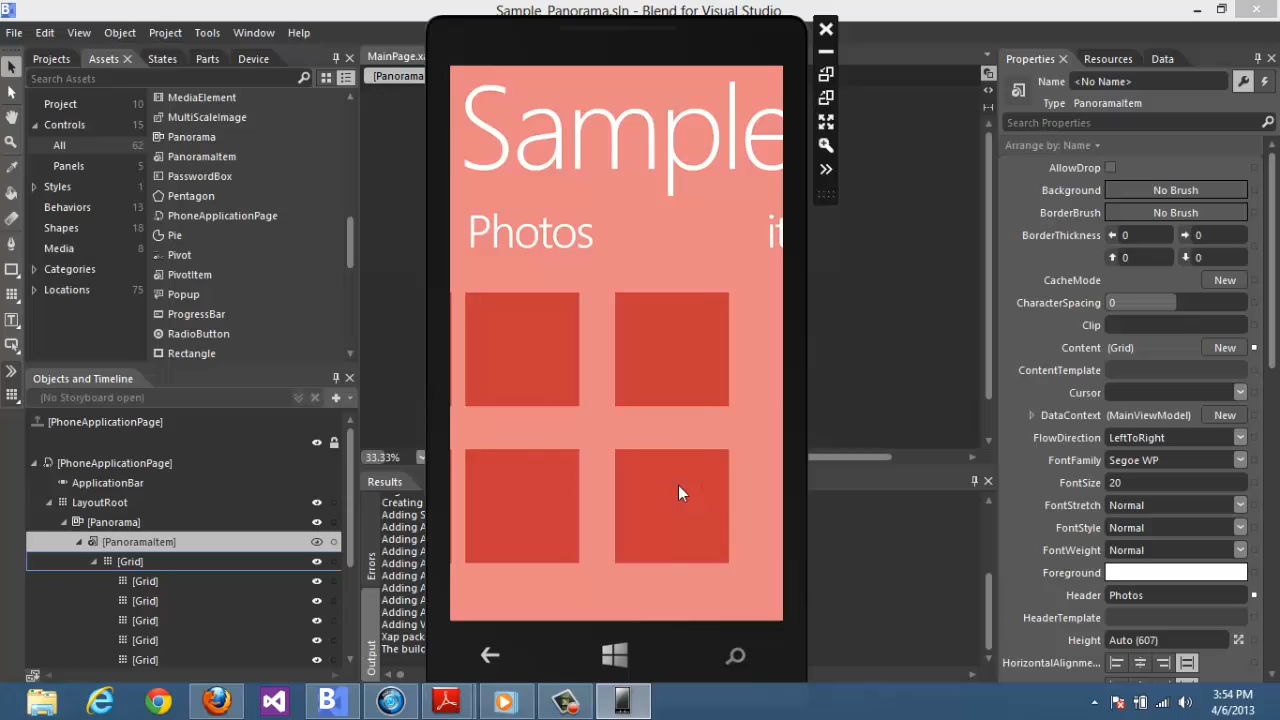 Sample_Panorama.sln - Blend for Visual Studio
File Edit View Object Project Tools Window Help
Projects Assets States Parts Device
MainPage.xa
Properties Resources Data
Search Assets
[Panorama
Name <No Name>
Type PanoramaItem
Search Properties
Arrange by: Name
Project 10
Controls 15
All 62
Panels 5
Styles 1
Behaviors 13
Shapes 18
Media 8
Categories
Locations 75
MediaElement
MultiScaleImage
Panorama
PanoramaItem
PasswordBox
Pentagon
PhoneApplicationPage
Pie
Pivot
PivotItem
Popup
ProgressBar
RadioButton
Rectangle
Objects and Timeline
(No Storyboard open)
[PhoneApplicationPage]
[PhoneApplicationPage]
ApplicationBar
LayoutRoot
[Panorama]
[PanoramaItem]
[Grid]
[Grid]
[Grid]
[Grid]
[Grid]
[Grid]
33.33%
Results
Errors
Output
Creating
Adding S
Adding A
Adding A
Adding A
Adding A
Adding A
Adding A
Adding A
Adding A
Adding V
Xap pack
The builc
Sample
Photos
it
AllowDrop
Background No Brush
BorderBrush No Brush
BorderThickness 0 0
0 0
CacheMode New
CharacterSpacing 0
Clip
Content (Grid) New
ContentTemplate
Cursor
DataContext (MainViewModel) New
FlowDirection LeftToRight
FontFamily Segoe WP
FontSize 20
FontStretch Normal
FontStyle Normal
FontWeight Normal
Foreground
Header Photos
HeaderTemplate
Height Auto (607)
HorizontalAlignme...
3:54 PM
4/6/2013